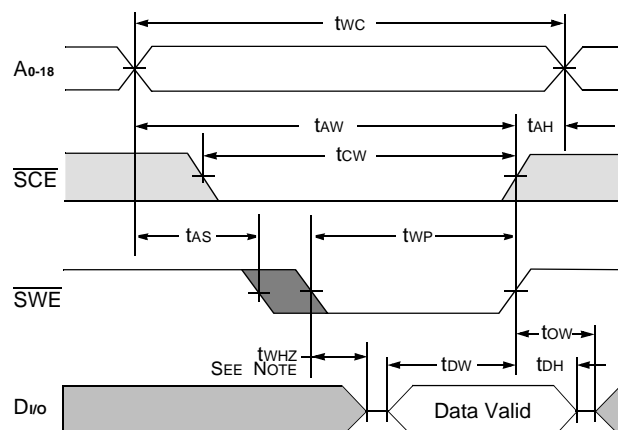 tWC
A0-18
tAW
tAH
tCW
SCE
tAS
tWP
SWE
tOW
tWHZ
SEE NOTE
tDW
tDH
DI/O
Data Valid